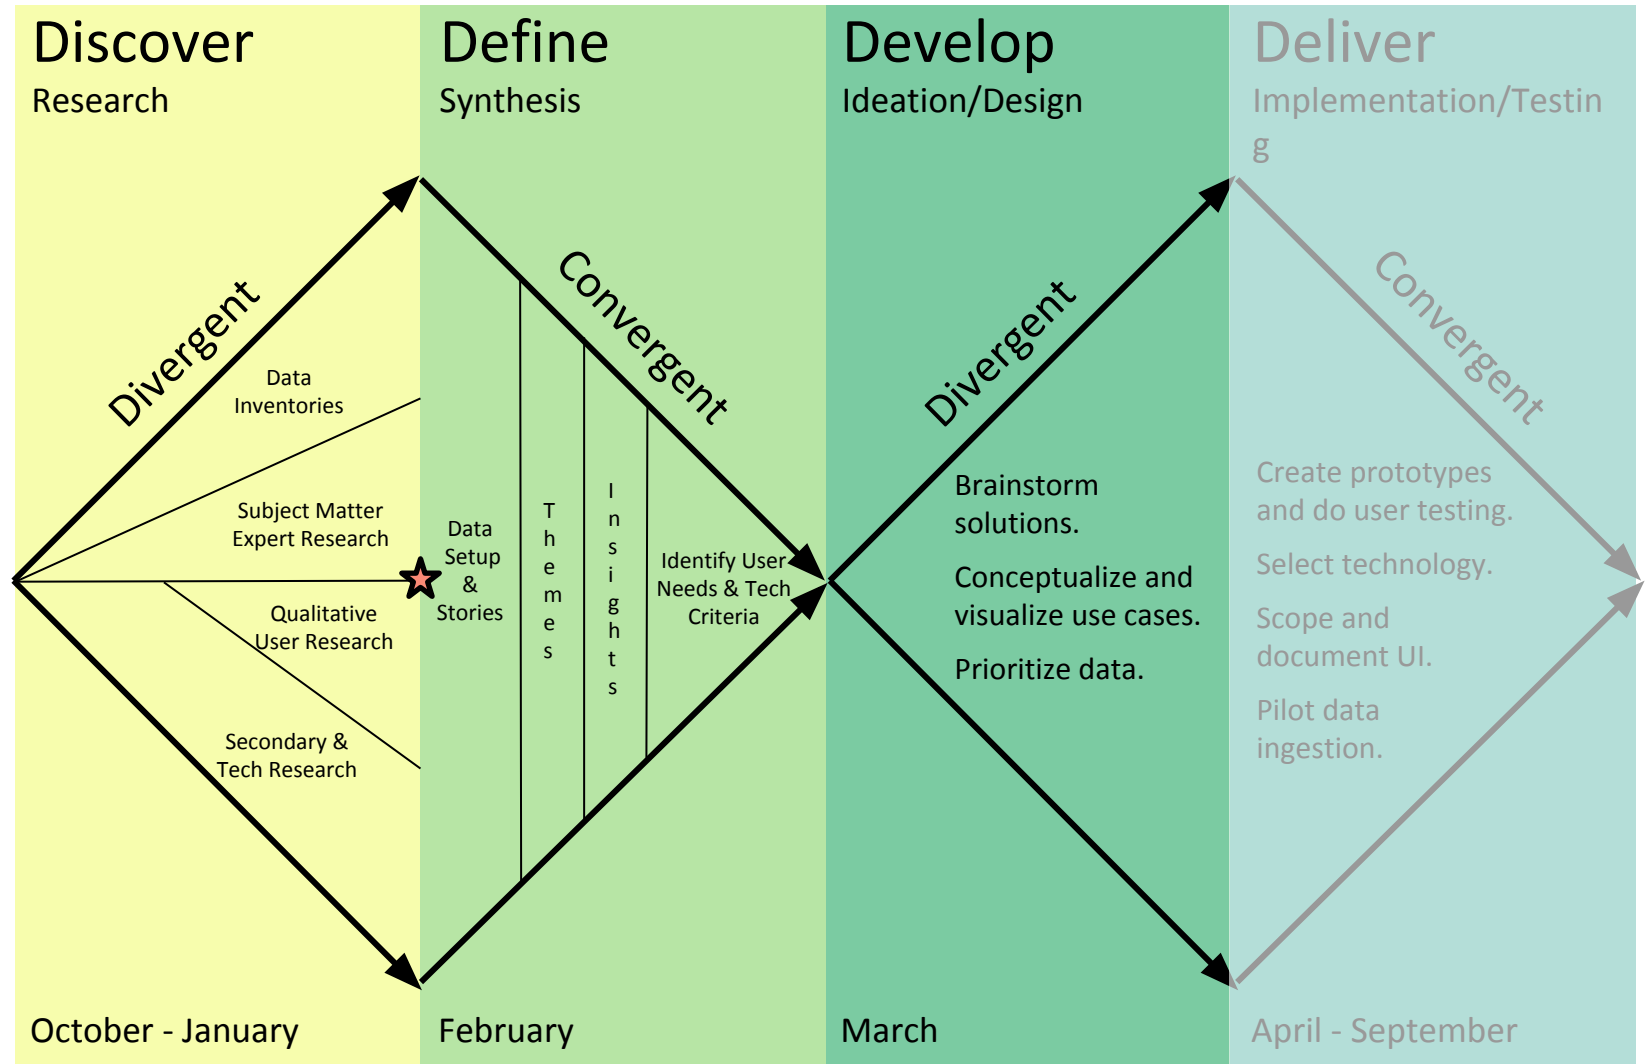 Discover
Research
Divergent
Data
Inventories
Subject Matter
Expert Research
Qualitative
User Research
Secondary &
Tech Research
October - January
Define
Synthesis
Convergent
Data
Setup
&
Stories
Themes
Insights
Identify User
Needs & Tech
Criteria
February
Develop
Ideation/Design
Divergent
Brainstorm
solutions.
Conceptualize and
visualize use cases.
Prioritize data.
March
Deliver
Implementation/Testin
g
Convergent
Create prototypes
and do user testing.
Select technology.
Scope and
document UI.
Pilot data
ingestion.
April - September